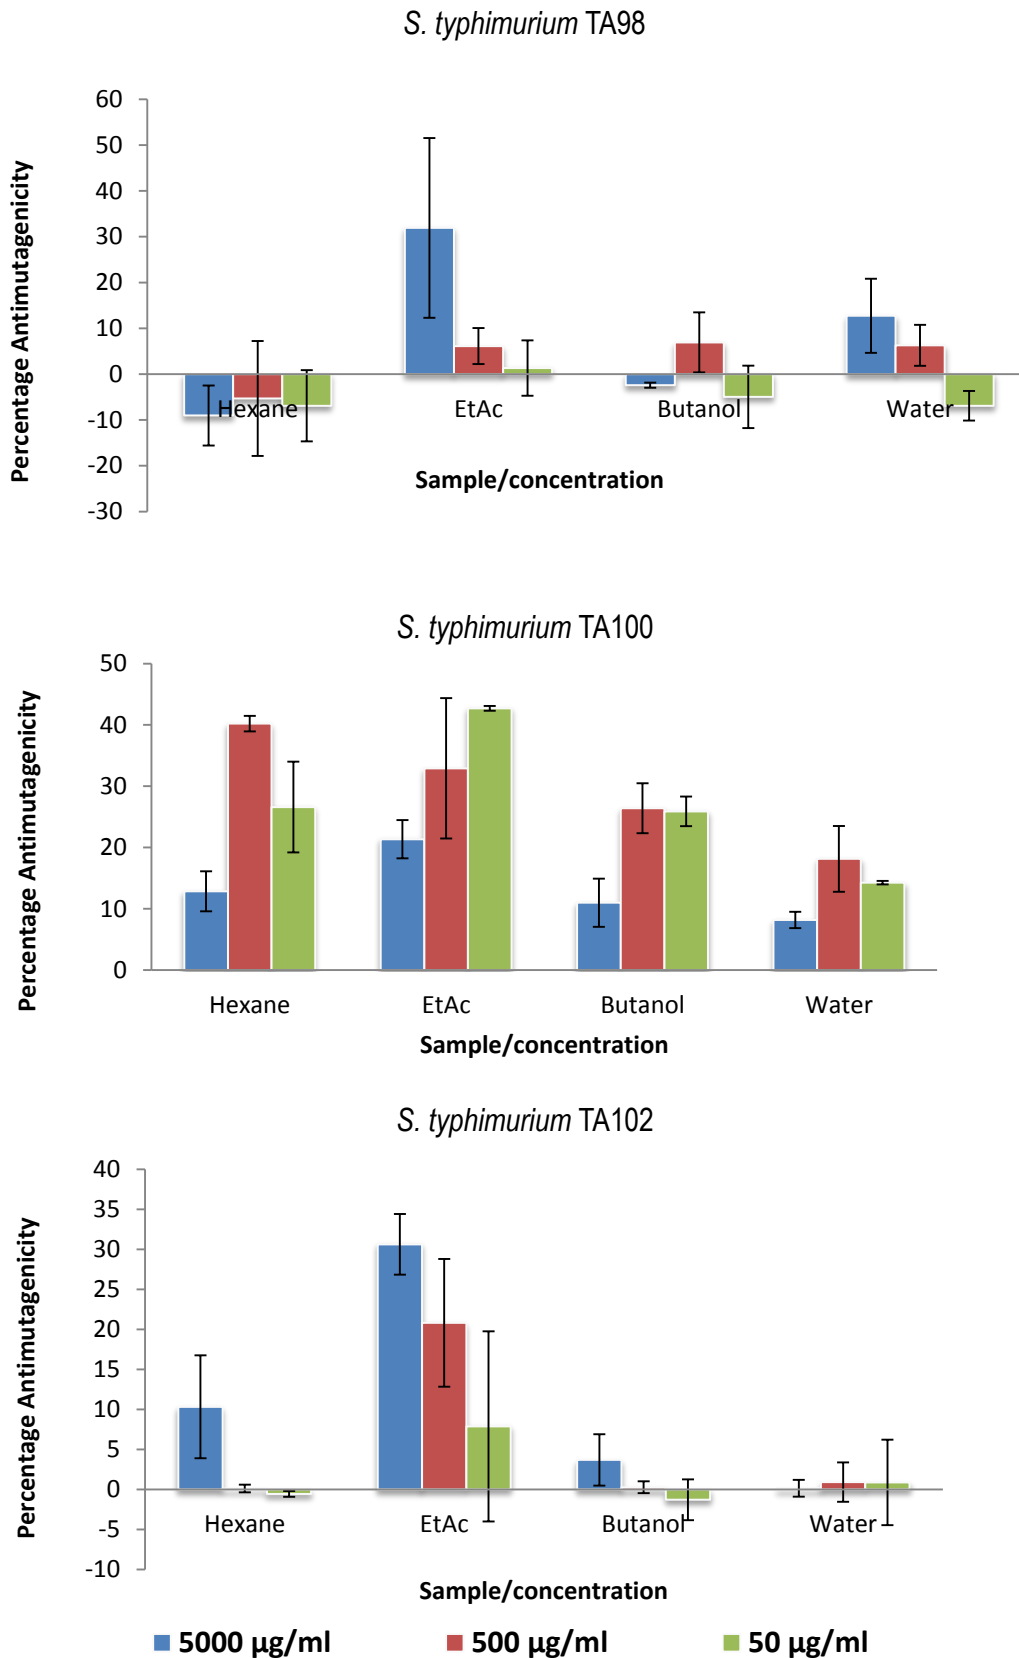 S. typhimurium TA98
60
50
40
30
20
10
0
-10
-20
-30
Percentage Antimutagenicity
Hexane EtAc Butanol Water
Sample/concentration
S. typhimurium TA100
50
40
30
20
10
0
Percentage Antimutagenicity
Hexane EtAc Butanol Water
Sample/concentration
S. typhimurium TA102
40
35
30
25
20
15
10
5
0
-5
-10
Percentage Antimutagenicity
Hexane EtAc Butanol Water
Sample/concentration
5000 µg/ml 500 µg/ml 50 µg/ml